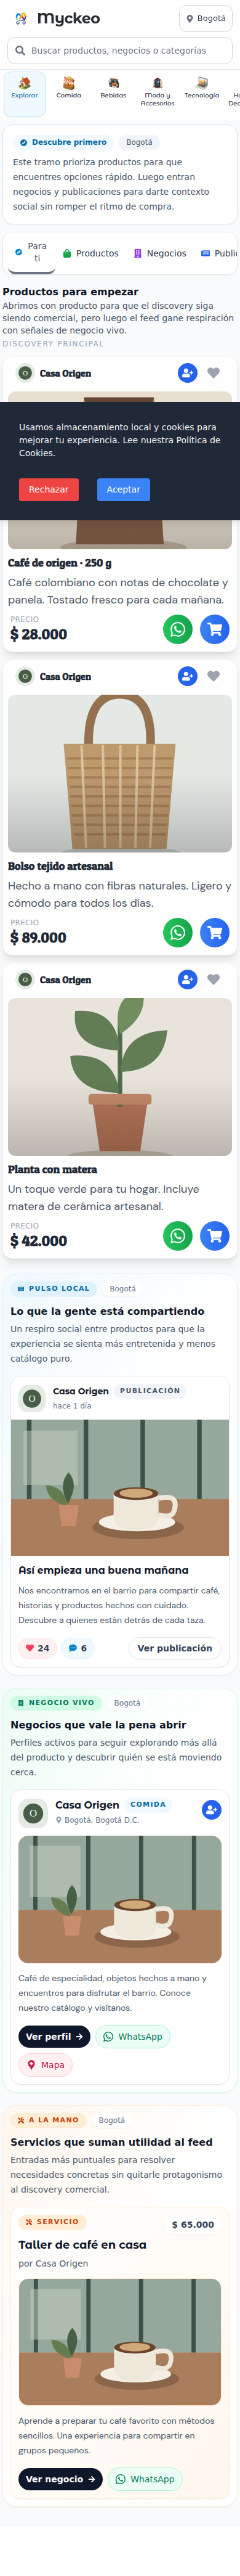 Myckeo
Bogotá
Buscar productos, negocios o categorías
Explorar
Comida
Bebidas
Moda y
Accesorios
Tecnología
Descubre primero
Bogotá
Este tramo prioriza productos para que
encuentres opciones rápido. Luego entran
negocios y publicaciones para darte contexto
social sin romper el ritmo de compra.
Para
ti
Productos
Negocios
Productos para empezar
Abrimos con producto para que el discovery siga
siendo comercial, pero luego el feed gane respiración
con señales de negocio vivo.
DISCOVERY PRINCIPAL
Casa Origen
Usamos almacenamiento local y cookies para
mejorar tu experiencia. Lee nuestra Política de
Cookies.
Rechazar
Aceptar
Café de origen · 250 g
Café colombiano con notas de chocolate y
panela. Tostado fresco para cada mañana.
PRECIO
$ 28.000
Casa Origen
Bolso tejido artesanal
Hecho a mano con fibras naturales. Ligero y
cómodo para todos los días.
PRECIO
$ 89.000
Casa Origen
Planta con matera
Un toque verde para tu hogar. Incluye
matera de cerámica artesanal.
PRECIO
$ 42.000
PULSO LOCAL
Bogotá
Lo que la gente está compartiendo
Un respiro social entre productos para que la
experiencia se sienta más entretenida y menos
catálogo puro.
Casa Origen
PUBLICACIÓN
hace 1 día
Así empieza una buena mañana
Nos encontramos en el barrio para compartir café,
historias y productos hechos con cuidado.
Descubre a quienes están detrás de cada taza.
24
6
Ver publicación
NEGOCIO VIVO
Bogotá
Negocios que vale la pena abrir
Perfiles activos para seguir explorando más allá
del producto y descubrir quién se está moviendo
cerca.
Casa Origen
COMIDA
Bogotá, Bogotá D.C.
Café de especialidad, objetos hechos a mano y
encuentros para disfrutar el barrio. Conoce
nuestro catálogo y visítanos.
Ver perfil
WhatsApp
Mapa
A LA MANO
Bogotá
Servicios que suman utilidad al feed
Entradas más puntuales para resolver
necesidades concretas sin quitarle protagonismo
al discovery comercial.
SERVICIO
$ 65.000
Taller de café en casa
por Casa Origen
Aprende a preparar tu café favorito con métodos
sencillos. Una experiencia para compartir en
grupos pequeños.
Ver negocio
WhatsApp